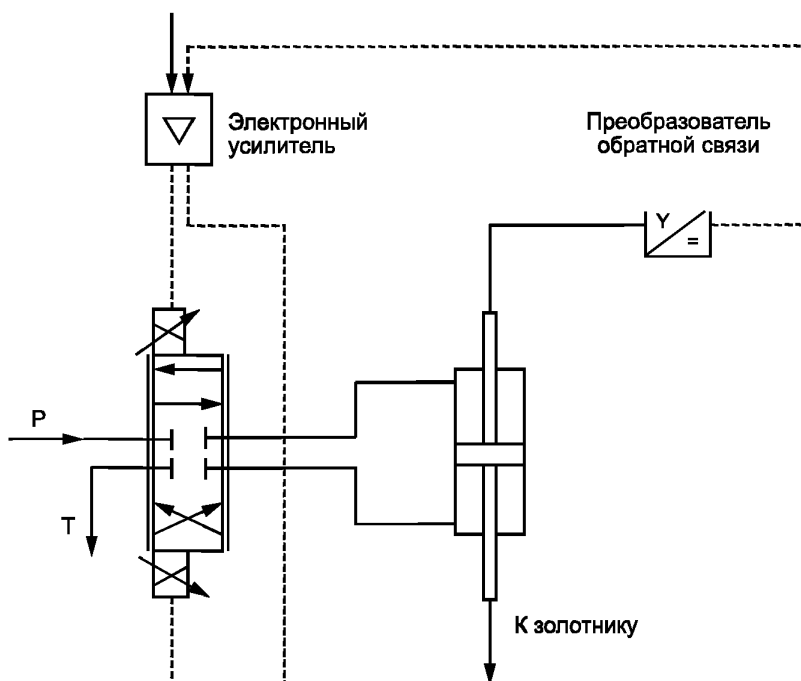 Электронный
усилитель
Преобразователь
обратной связи
Y
=
P
T
К золотнику